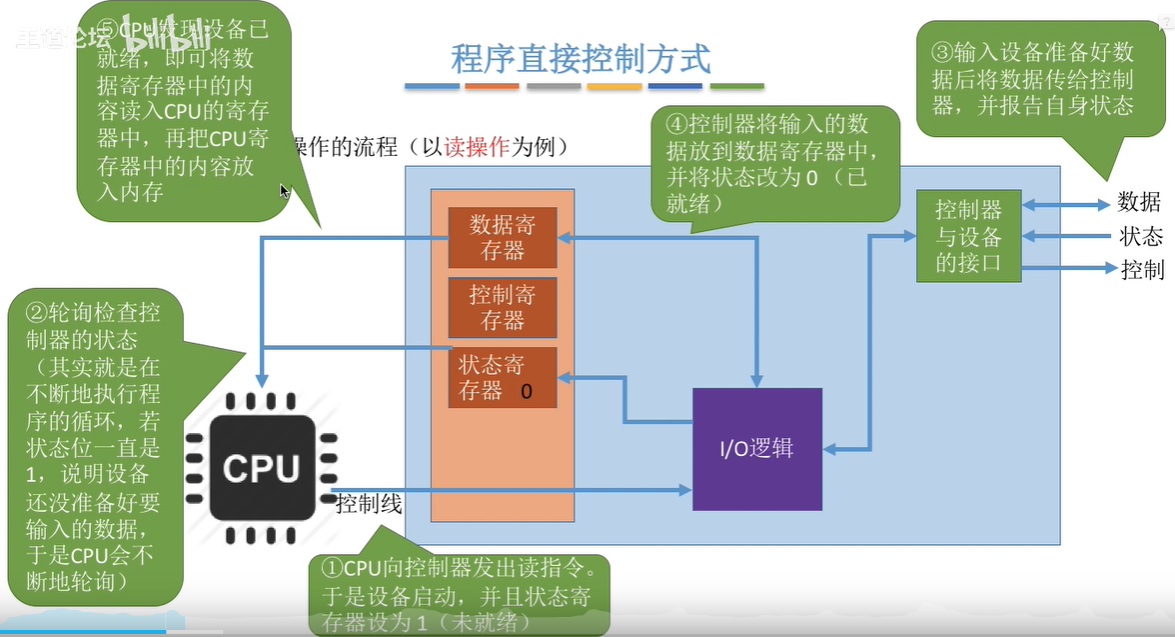 王道论坛 bilibili
程序直接控制方式
操作的流程（以读操作为例）
①CPU向控制器发出读指令。
于是设备启动，并且状态寄
存器设为1（未就绪）
②轮询检查控
制器的状态
（其实就是在
不断地执行程
序的循环，若
状态位一直是
1，说明设备
还没准备好要
输入的数据，
于是CPU会不
断地轮询）
③输入设备准备好数
据后将数据传给控制
器，并报告自身状态
④控制器将输入的数
据放到数据寄存器中，
并将状态改为0（已
就绪）
⑤CPU发现设备已
就绪，即可将数
据寄存器中的内
容读入CPU的寄存
器中，再把CPU寄
存器中的内容放
入内存
数据寄
存器
控制寄
存器
状态寄
存器 0
I/O逻辑
控制器
与设备
的接口
数据
状态
控制
CPU
控制线